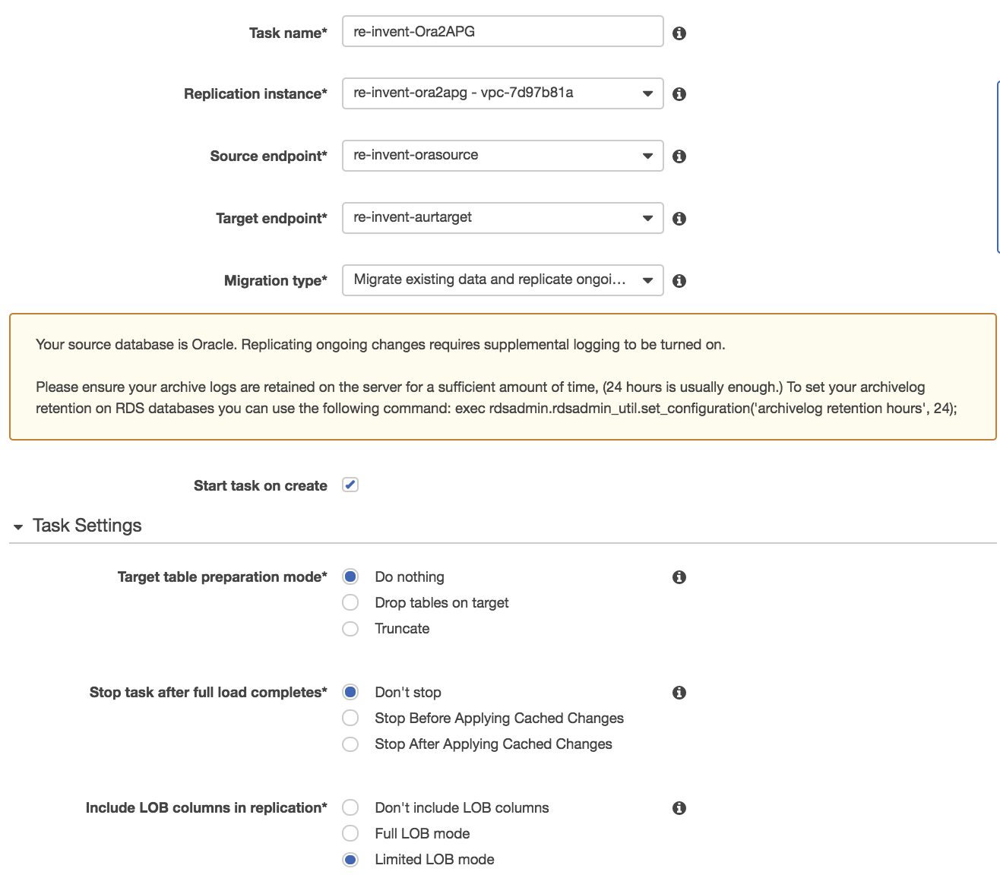 Task name* re-invent-Ora2APG
Replication instance* re-invent-ora2apg - vpc-7d97b81a
Source endpoint* re-invent-orasource
Target endpoint* re-invent-aurtarget
Migration type* Migrate existing data and replicate ongoi...
Your source database is Oracle. Replicating ongoing changes requires supplemental logging to be turned on.
Please ensure your archive logs are retained on the server for a sufficient amount of time, (24 hours is usually enough.) To set your archivelog
retention on RDS databases you can use the following command: exec rdsadmin.rdsadmin_util.set_configuration('archivelog retention hours', 24);
Start task on create
Task Settings
Target table preparation mode* Do nothing
Drop tables on target
Truncate
Stop task after full load completes* Don't stop
Stop Before Applying Cached Changes
Stop After Applying Cached Changes
Include LOB columns in replication* Don't include LOB columns
Full LOB mode
Limited LOB mode